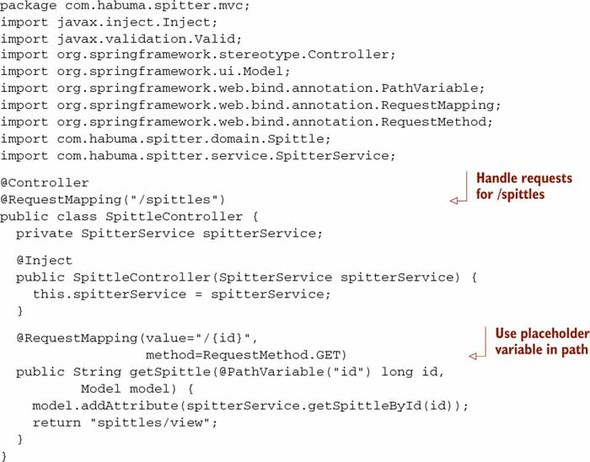 package com.habuma.spitter.mvc;
import javax.inject.Inject;
import javax.validation.Valid;
import org.springframework.stereotype.Controller;
import org.springframework.ui.Model;
import org.springframework.web.bind.annotation.PathVariable;
import org.springframework.web.bind.annotation.RequestMapping;
import org.springframework.web.bind.annotation.RequestMethod;
import com.habuma.spitter.domain.Spittle;
import com.habuma.spitter.service.SpitterService;
@Controller
@RequestMapping("/spittles")
Handle requests
for /spittles
public class SpittleController {
  private SpitterService spitterService;
  @Inject
  public SpittleController(SpitterService spitterService) {
    this.spitterService = spitterService;
  }
  @RequestMapping(value="/{id}",
                  method=RequestMethod.GET)
Use placeholder
variable in path
  public String getSpittle(@PathVariable("id") long id,
          Model model) {
    model.addAttribute(spitterService.getSpittleById(id));
    return "spittles/view";
  }
}